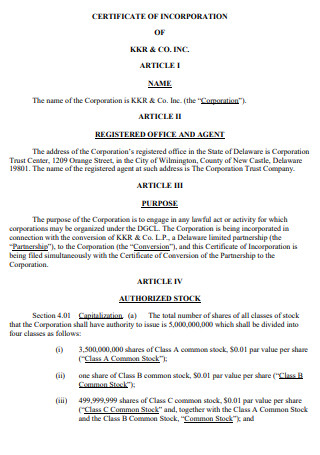 CERTIFICATE OF INCORPORATION
OF
KKR & CO. INC.
ARTICLE I
NAME
The name of the Corporation is KKR & Co. Inc. (the “Corporation”).
ARTICLE II
REGISTERED OFFICE AND AGENT
The address of the Corporation’s registered office in the State of Delaware is Corporation
Trust Center, 1209 Orange Street, in the City of Wilmington, County of New Castle, Delaware
19801. The name of the registered agent at such address is The Corporation Trust Company.
ARTICLE III
PURPOSE
The purpose of the Corporation is to engage in any lawful act or activity for which
corporations may be organized under the DGCL. The Corporation is being incorporated in
connection with the conversion of KKR & Co. L.P., a Delaware limited partnership (the
“Partnership”), to the Corporation (the “Conversion”), and this Certificate of Incorporation is
being filed simultaneously with the Certificate of Conversion of the Partnership to the
Corporation.
ARTICLE IV
AUTHORIZED STOCK
Section 4.01 Capitalization. (a) The total number of shares of all classes of stock
that the Corporation shall have authority to issue is 5,000,000,000 which shall be divided into
four classes as follows:
(i) 3,500,000,000 shares of Class A common stock, $0.01 par value per share
(“Class A Common Stock”);
(ii) one share of Class B common stock, $0.01 par value per share (“Class B
Common Stock”);
(iii) 499,999,999 shares of Class C common stock, $0.01 par value per share
(“Class C Common Stock” and, together with the Class A Common Stock
and the Class B Common Stock, “Common Stock”); and